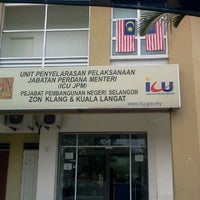 UNIT PENYELARASAN PELAKSANAAN
JABATAN PERDANA MENTERI
(ICU JPM)
PEJABAT PEMBANGUNAN NEGERI SELANGOR
ZON KLANG & KUALA LANGAT
ICU
www.icu.gov.my